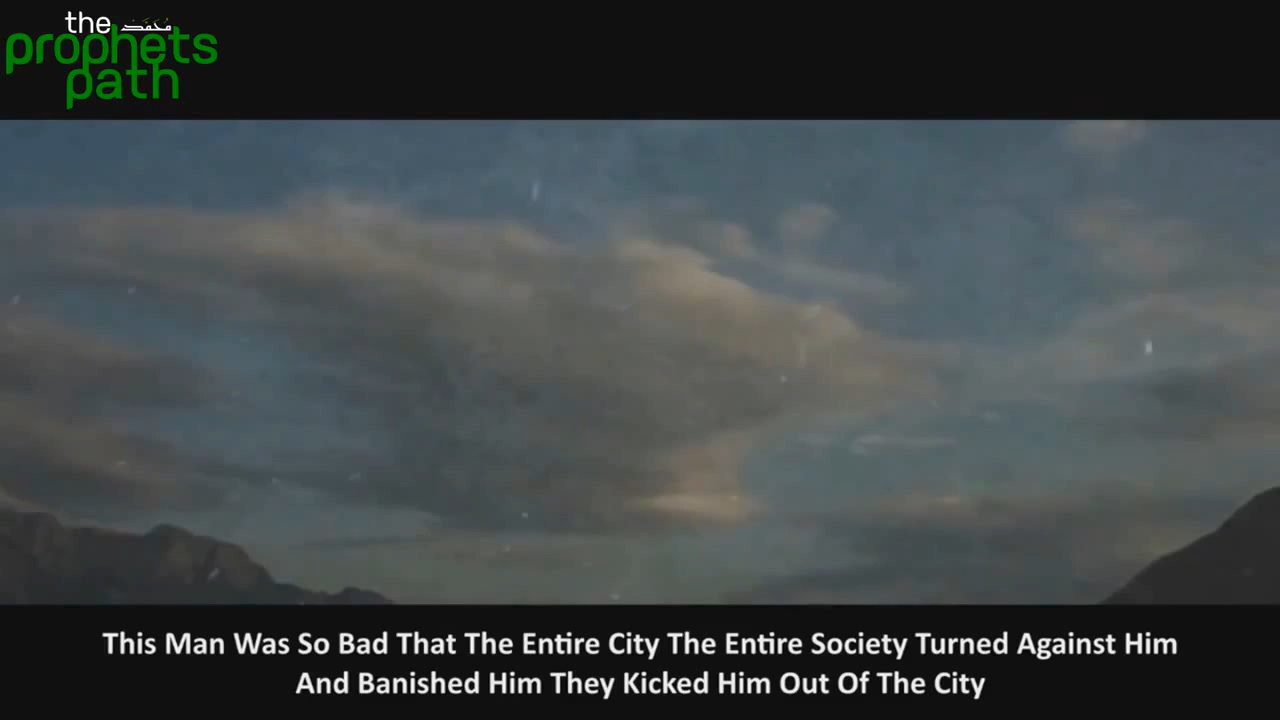 the مُحَمَّدْ
prophets
path
This Man Was So Bad That The Entire City The Entire Society Turned Against Him
And Banished Him They Kicked Him Out Of The City